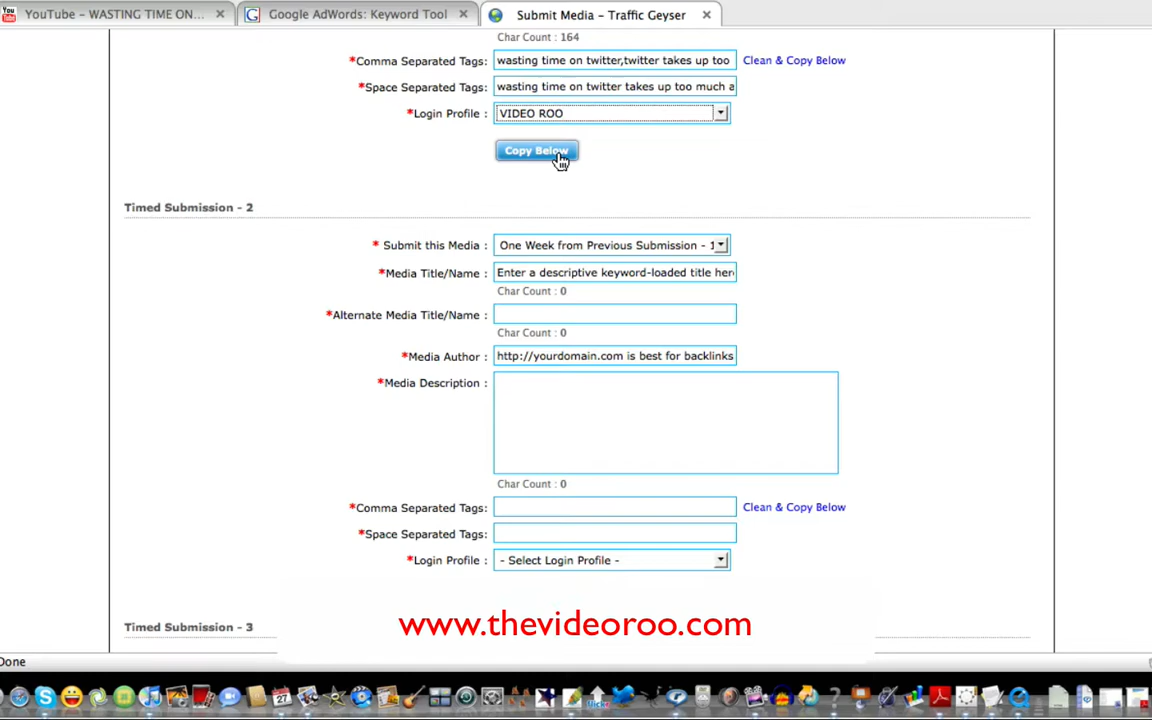 YouTube - WASTING TIME ON...
Google AdWords: Keyword Tool
Submit Media – Traffic Geyser
Char Count : 164
*Comma Separated Tags: wasting time on twitter,twitter takes up too Clean & Copy Below
*Space Separated Tags: wasting time on twitter takes up too much a
*Login Profile : VIDEO ROO
Copy Below
Timed Submission - 2
* Submit this Media : One Week from Previous Submission - 1
*Media Title/Name : Enter a descriptive keyword-loaded title her
Char Count : 0
*Alternate Media Title/Name :
Char Count : 0
*Media Author : http://yourdomain.com is best for backlinks
*Media Description :
Char Count : 0
*Comma Separated Tags: Clean & Copy Below
*Space Separated Tags:
*Login Profile : - Select Login Profile -
www.thevideoroo.com
Timed Submission - 3
Done